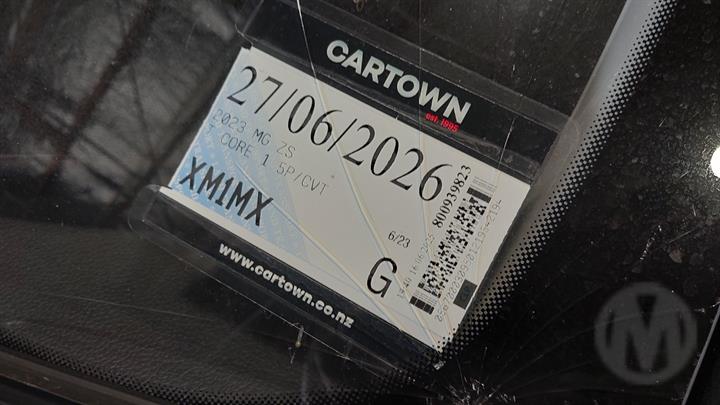 CARTOWN
est. 1995
27/06/2026
2023 MG ZS
T CORE 1 5P/CVT
XM1MX
6/23
G
800939823
www.cartown.co.nz
M